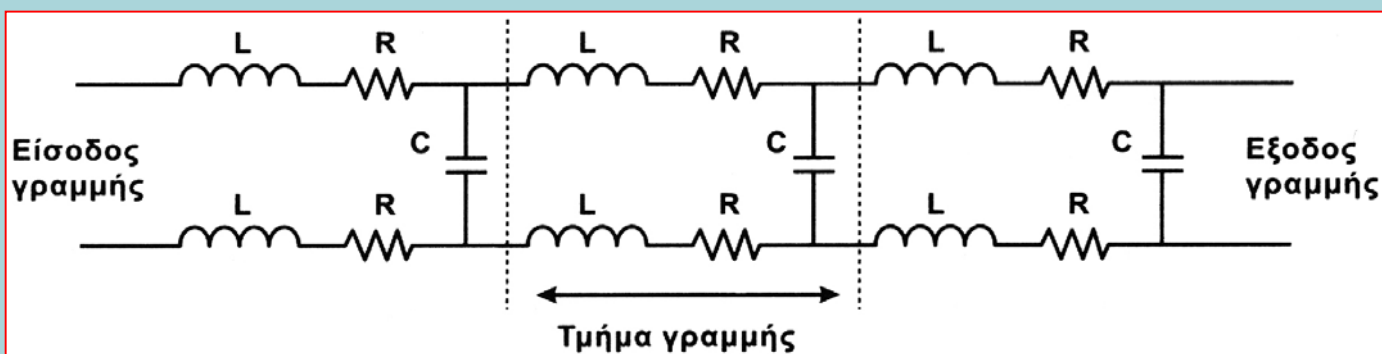 L R L R L R
C C C
Είσοδος
γραμμής
Εξοδος
γραμμής
L R L R L R
Τμήμα γραμμής